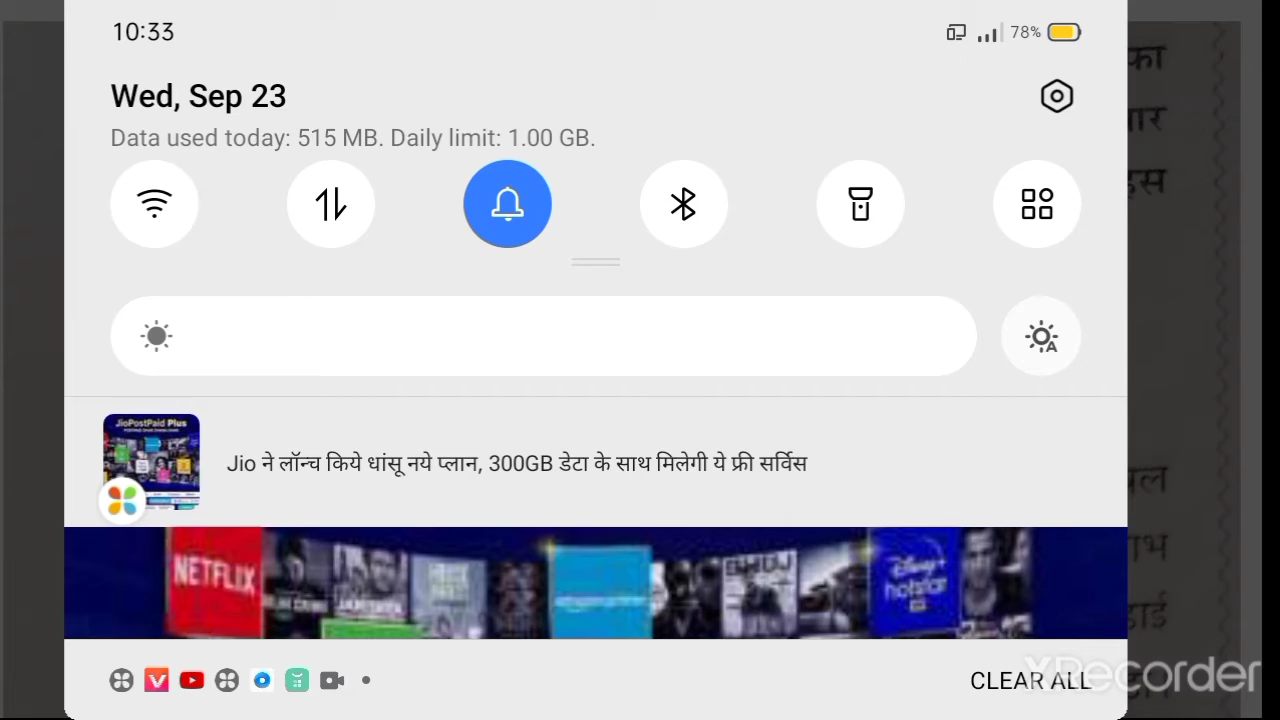 10:33
78%
Wed, Sep 23
Data used today: 515 MB. Daily limit: 1.00 GB.
A
JioPostPaid Plus
Jio ने लॉन्च किये धांसू नये प्लान, 300GB डेटा के साथ मिलेगी ये फ्री सर्विस
NETFLIX
Disney+
hotstar
CLEAR ALL
XRecorder
का